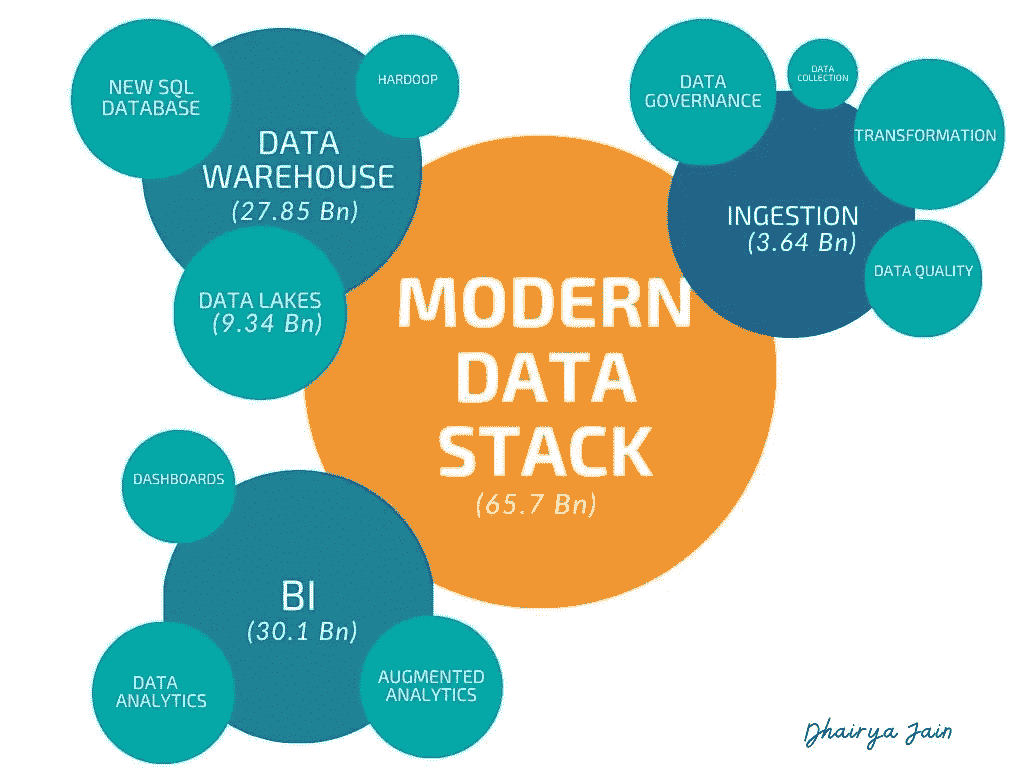 NEW SQL
DATABASE
HARDOOP
DATA
WAREHOUSE
(27.85 Bn)
DATA LAKES
(9.34 Bn)
DATA
GOVERNANCE
DATA
COLLECTION
TRANSFORMATION
INGESTION
(3.64 Bn)
DATA QUALITY
MODERN
DATA
STACK
(65.7 Bn)
DASHBOARDS
BI
(30.1 Bn)
DATA
ANALYTICS
AUGMENTED
ANALYTICS
Dhairya Jain